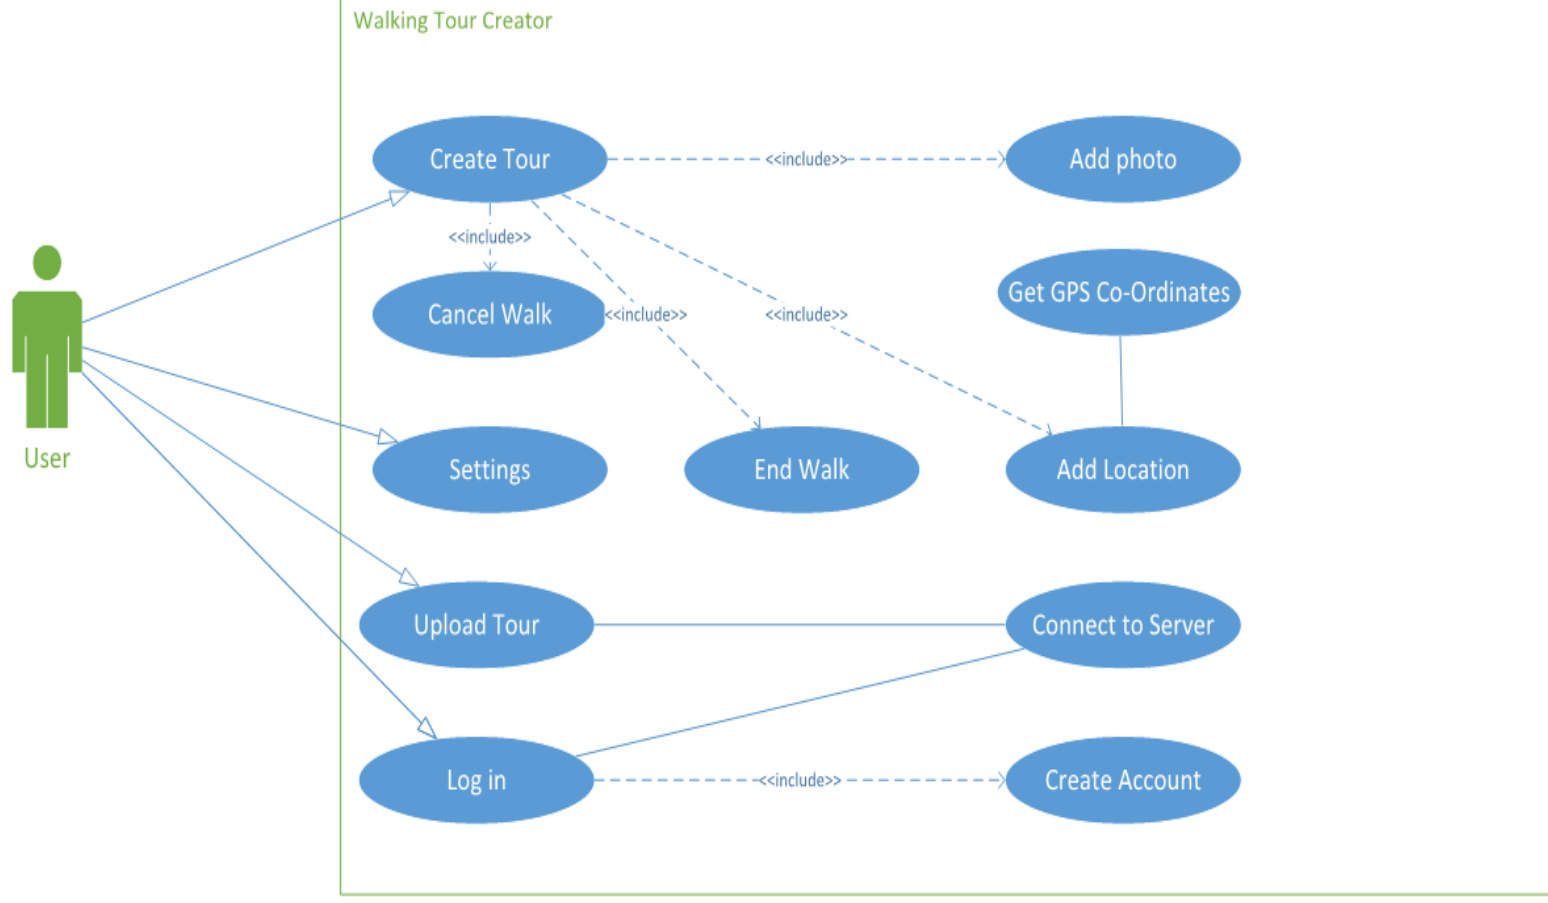 Walking Tour Creator
Create Tour
<<include>>
Add photo
<<include>>
Cancel Walk
<<include>>
<<include>>
Get GPS Co-Ordinates
User
Settings
End Walk
Add Location
Upload Tour
Connect to Server
Log in
<<include>>
Create Account